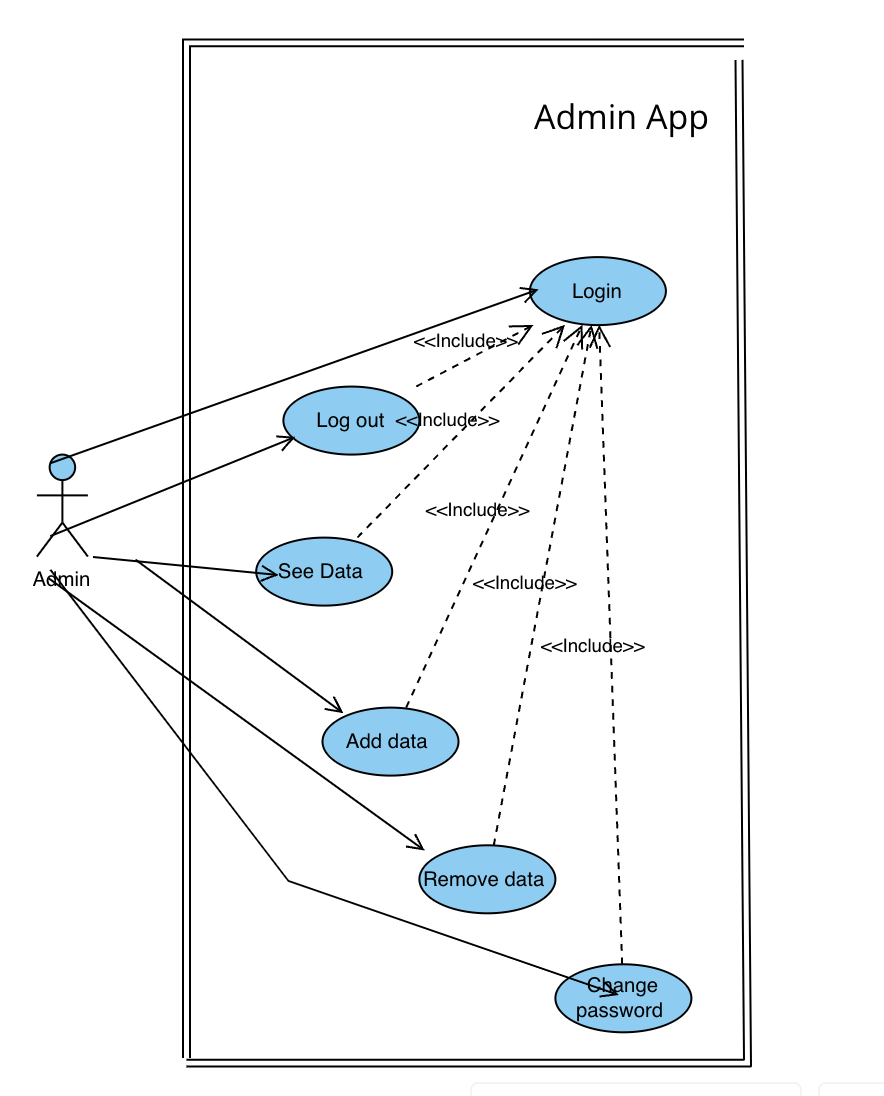 Admin App
Login
<<Include>>
Log out
<<Include>>
<<Include>>
See Data
Admin
<<Include>>
<<Include>>
Add data
Remove data
Change
password